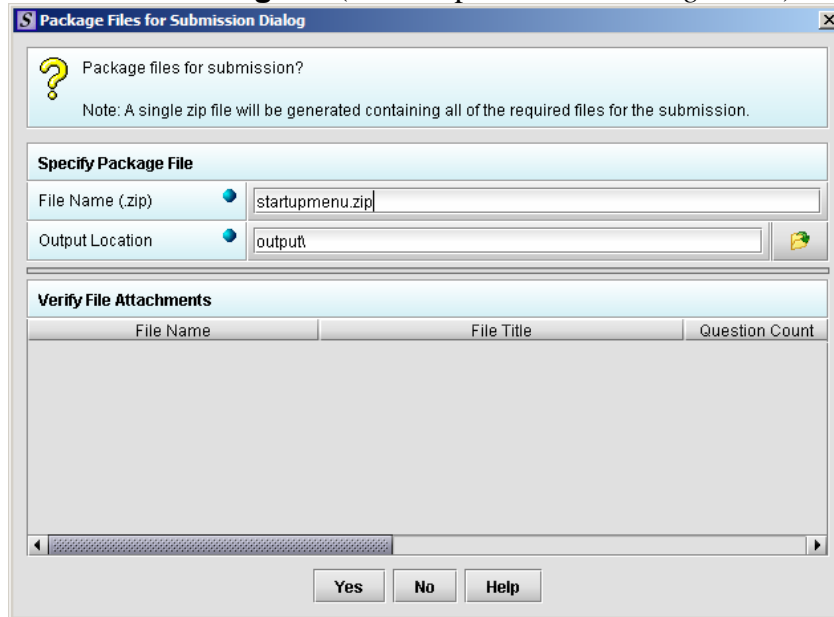 S Package Files for Submission Dialog
Package files for submission?
Note: A single zip file will be generated containing all of the required files for the submission.
Specify Package File
File Name (.zip) startupmenu.zip
Output Location output\
Verify File Attachments
File Name File Title Question Count
Yes No Help